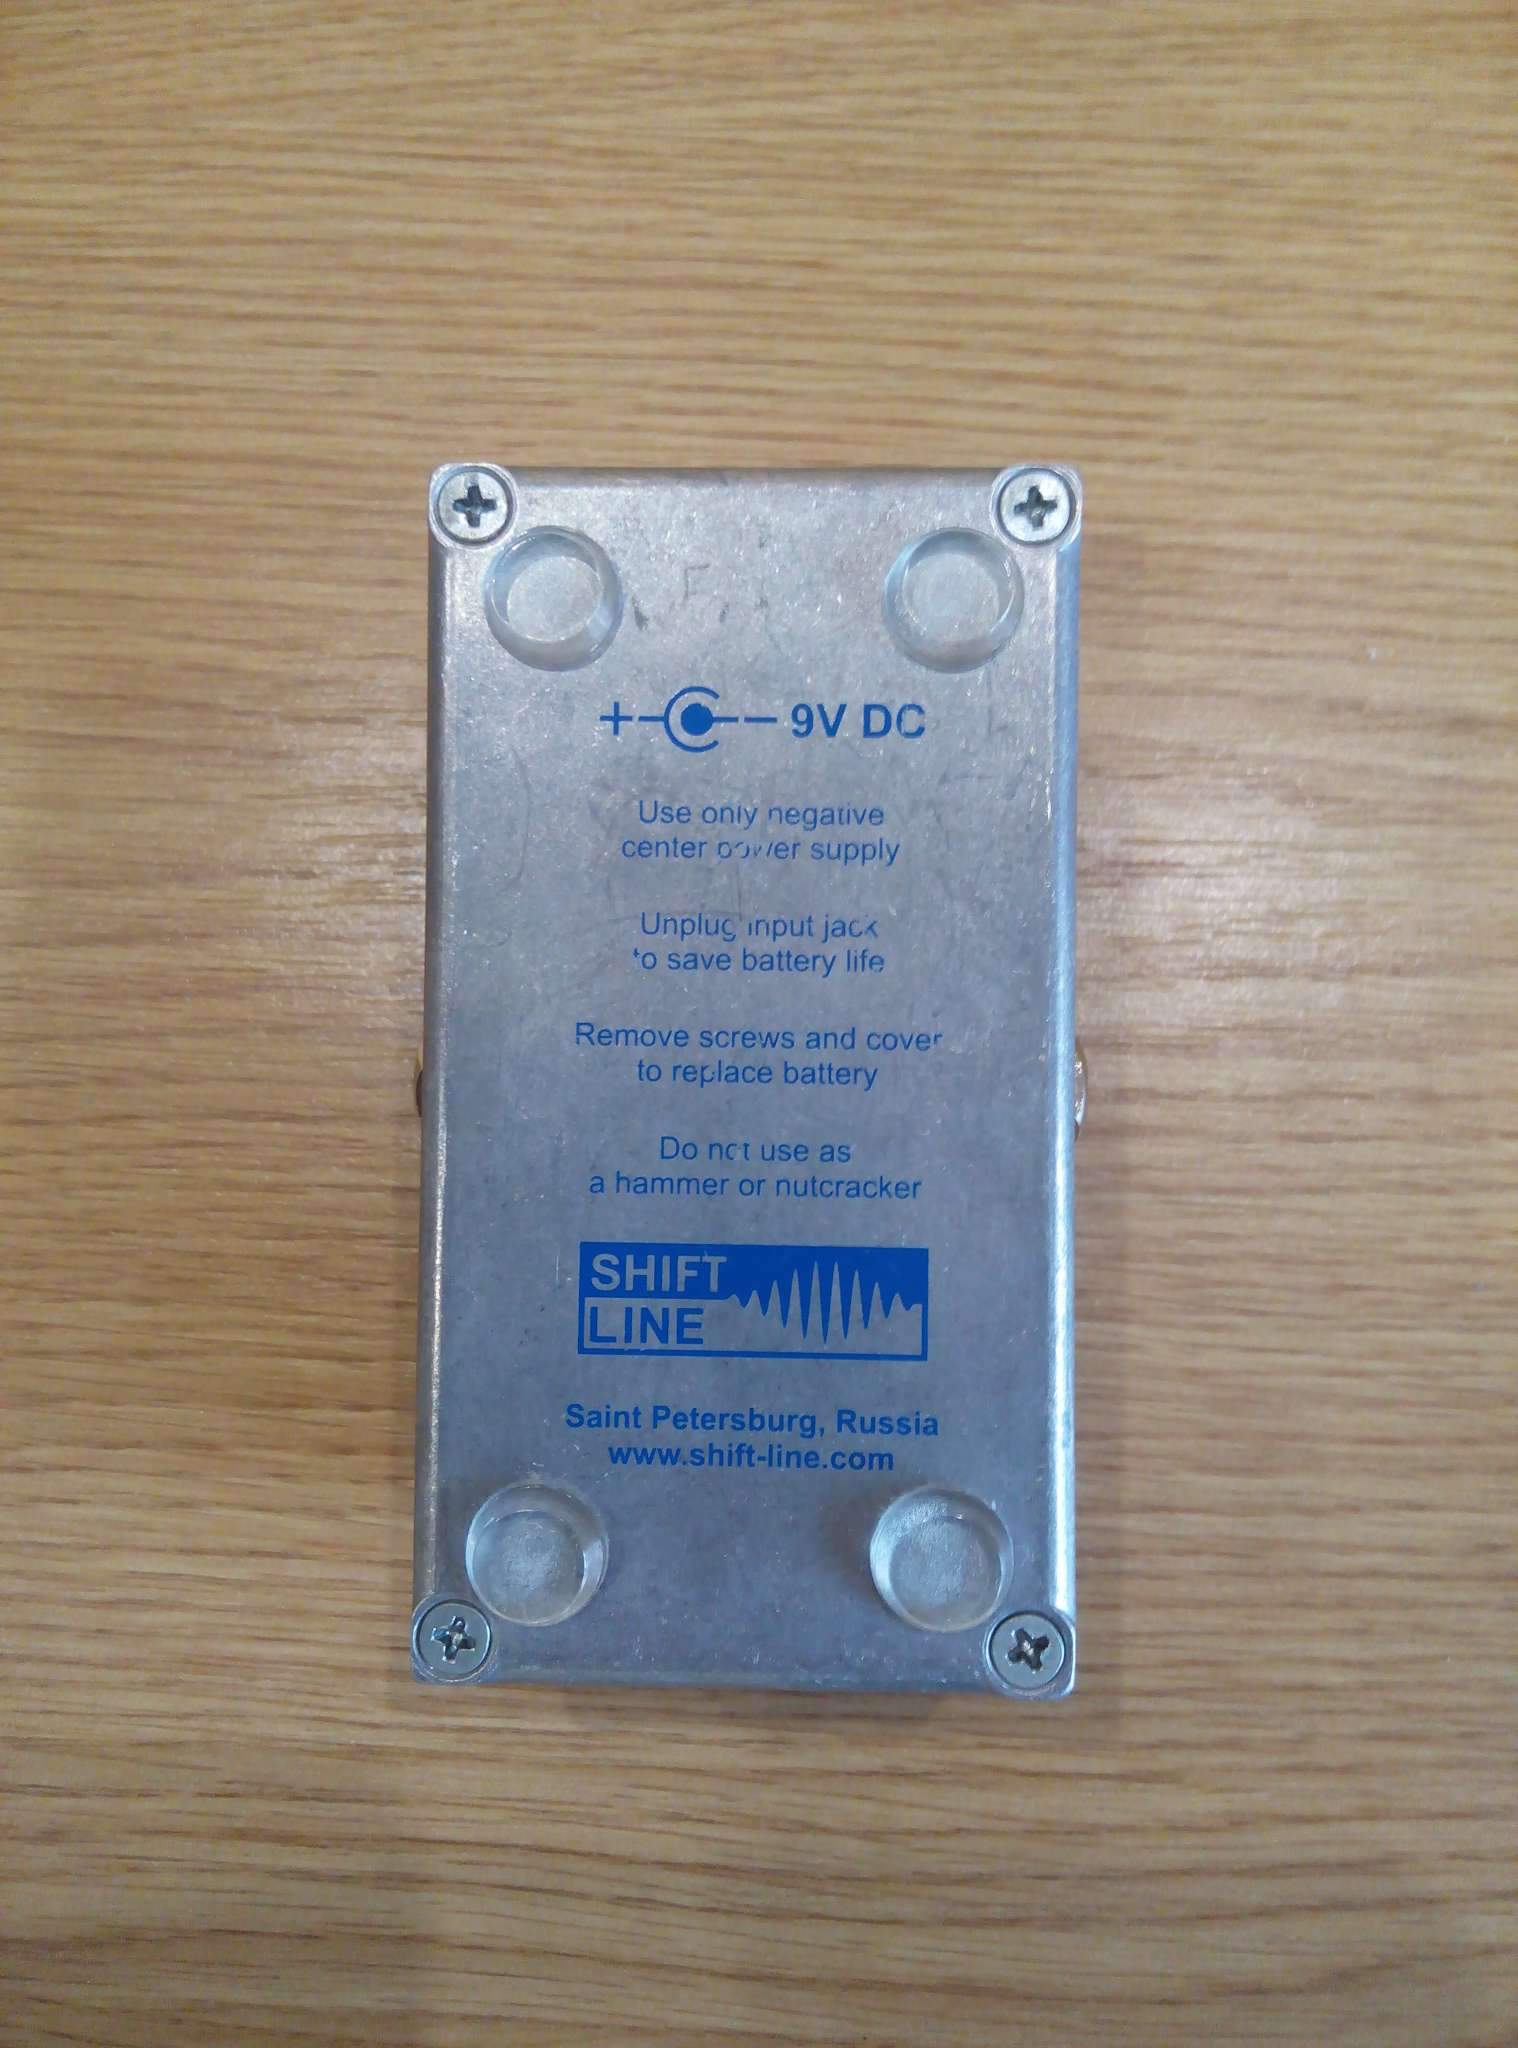 + - 9V DC
Use only negative
center power supply
Unplug input jack
to save battery life
Remove screws and cover
to replace battery
Do not use as
a hammer or nutcracker
SHIFT
LINE
Saint Petersburg, Russia
www.shift-line.com